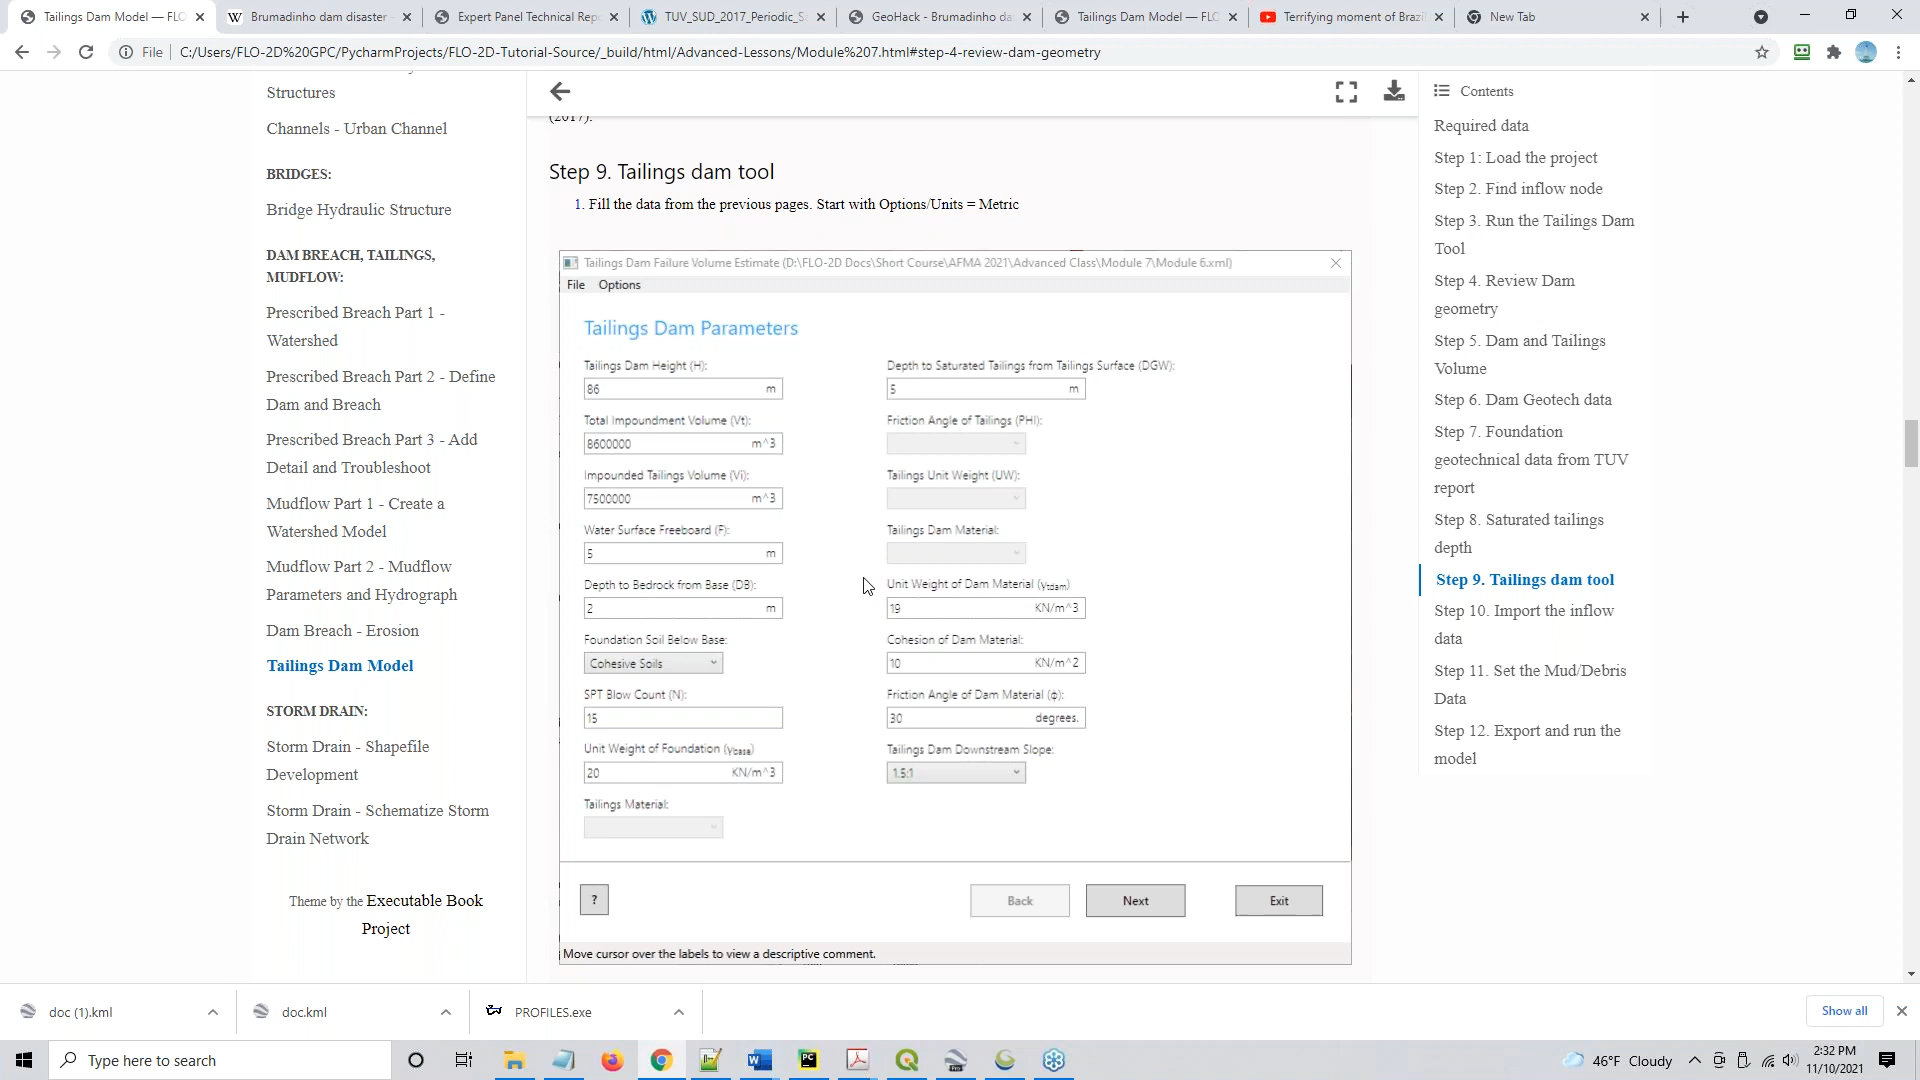 Tailings Dam Model — FLO
Brumadinho dam disaster
Expert Panel Technical Rep
TUV_SUD_2017_Periodic_S
GeoHack - Brumadinho da
Tailings Dam Model — FLO
Terrifying moment of Brazi
New Tab
File
C:/Users/FLO-2D%20GPC/PycharmProjects/FLO-2D-Tutorial-Source/_build/html/Advanced-Lessons/Module%207.html#step-4-review-dam-geometry
Structures
Channels - Urban Channel
BRIDGES:
Bridge Hydraulic Structure
DAM BREACH, TAILINGS,
MUDFLOW:
Prescribed Breach Part 1 -
Watershed
Prescribed Breach Part 2 - Define
Dam and Breach
Prescribed Breach Part 3 - Add
Detail and Troubleshoot
Mudflow Part 1 - Create a
Watershed Model
Mudflow Part 2 - Mudflow
Parameters and Hydrograph
Dam Breach - Erosion
Tailings Dam Model
STORM DRAIN:
Storm Drain - Shapefile
Development
Storm Drain - Schematize Storm
Drain Network
Theme by the Executable Book
Project
(2017).
Step 9. Tailings dam tool
1. Fill the data from the previous pages. Start with Options/Units = Metric
Tailings Dam Failure Volume Estimate (D:\FLO-2D Docs\Short Course\AFMA 2021\Advanced Class\Module 7\Module 6.xml)
File Options
Tailings Dam Parameters
Tailings Dam Height (H):
86 m
Total Impoundment Volume (Vt):
8600000 m^3
Impounded Tailings Volume (Vi):
7500000 m^3
Water Surface Freeboard (F):
5 m
Depth to Bedrock from Base (DB):
2 m
Foundation Soil Below Base:
Cohesive Soils
SPT Blow Count (N):
15
Unit Weight of Foundation (γbase)
20 KN/m^3
Tailings Material:
Depth to Saturated Tailings from Tailings Surface (DGW):
5 m
Friction Angle of Tailings (PHI):
Tailings Unit Weight (UW):
Tailings Dam Material:
Unit Weight of Dam Material (γtdam)
19 KN/m^3
Cohesion of Dam Material:
10 KN/m^2
Friction Angle of Dam Material (ф):
30 degrees.
Tailings Dam Downstream Slope:
1.5:1
?
Back
Next
Exit
Move cursor over the labels to view a descriptive comment.
Contents
Required data
Step 1: Load the project
Step 2. Find inflow node
Step 3. Run the Tailings Dam
Tool
Step 4. Review Dam
geometry
Step 5. Dam and Tailings
Volume
Step 6. Dam Geotech data
Step 7. Foundation
geotechnical data from TUV
report
Step 8. Saturated tailings
depth
Step 9. Tailings dam tool
Step 10. Import the inflow
data
Step 11. Set the Mud/Debris
Data
Step 12. Export and run the
model
doc (1).kml
doc.kml
PROFILES.exe
Show all
Type here to search
46°F Cloudy
2:32 PM
11/10/2021